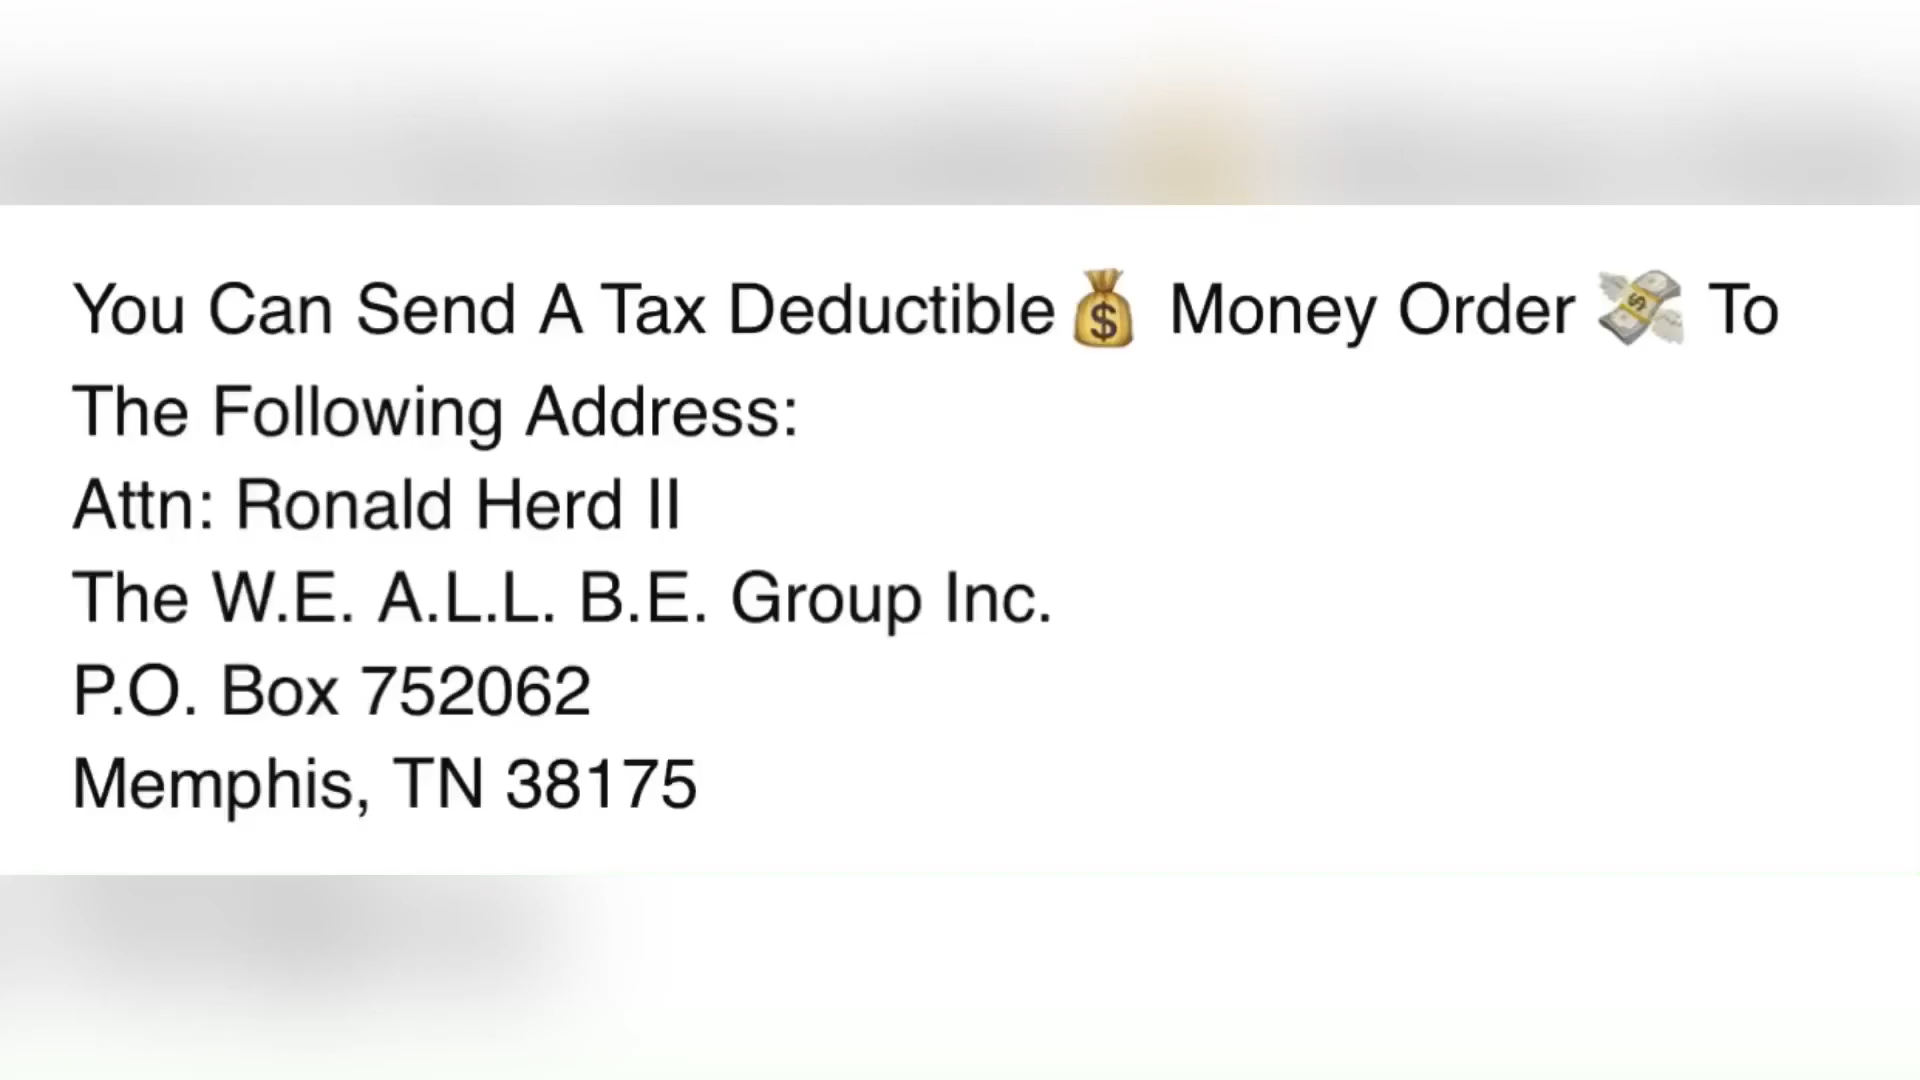 You Can Send A Tax Deductible💰 Money Order 💸 To
The Following Address:
Attn: Ronald Herd II
The W.E. A.L.L. B.E. Group Inc.
P.O. Box 752062
Memphis, TN 38175